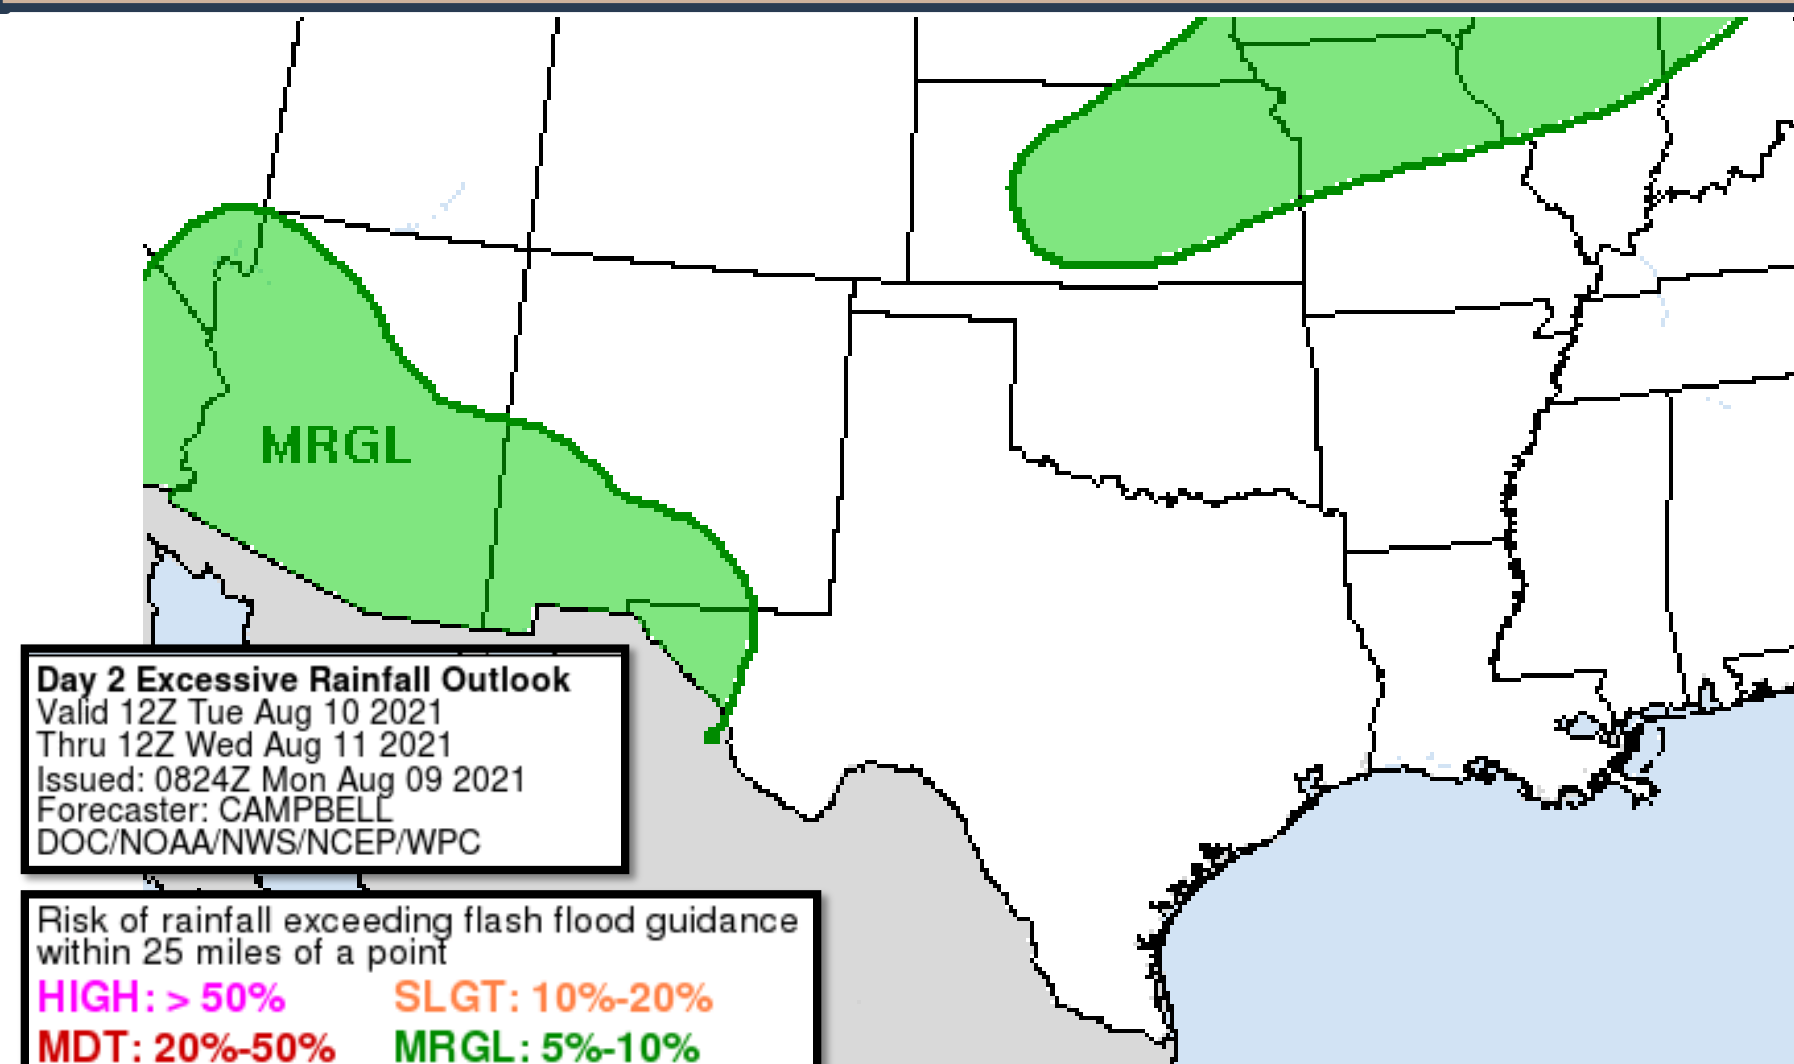 MRGL
Day 2 Excessive Rainfall Outlook
Valid 12Z Tue Aug 10 2021
Thru 12Z Wed Aug 11 2021
Issued: 0824Z Mon Aug 09 2021
Forecaster: CAMPBELL
DOC/NOAA/NWS/NCEP/WPC
Risk of rainfall exceeding flash flood guidance
within 25 miles of a point
HIGH: > 50% SLGT: 10%-20%
MDT: 20%-50% MRGL: 5%-10%